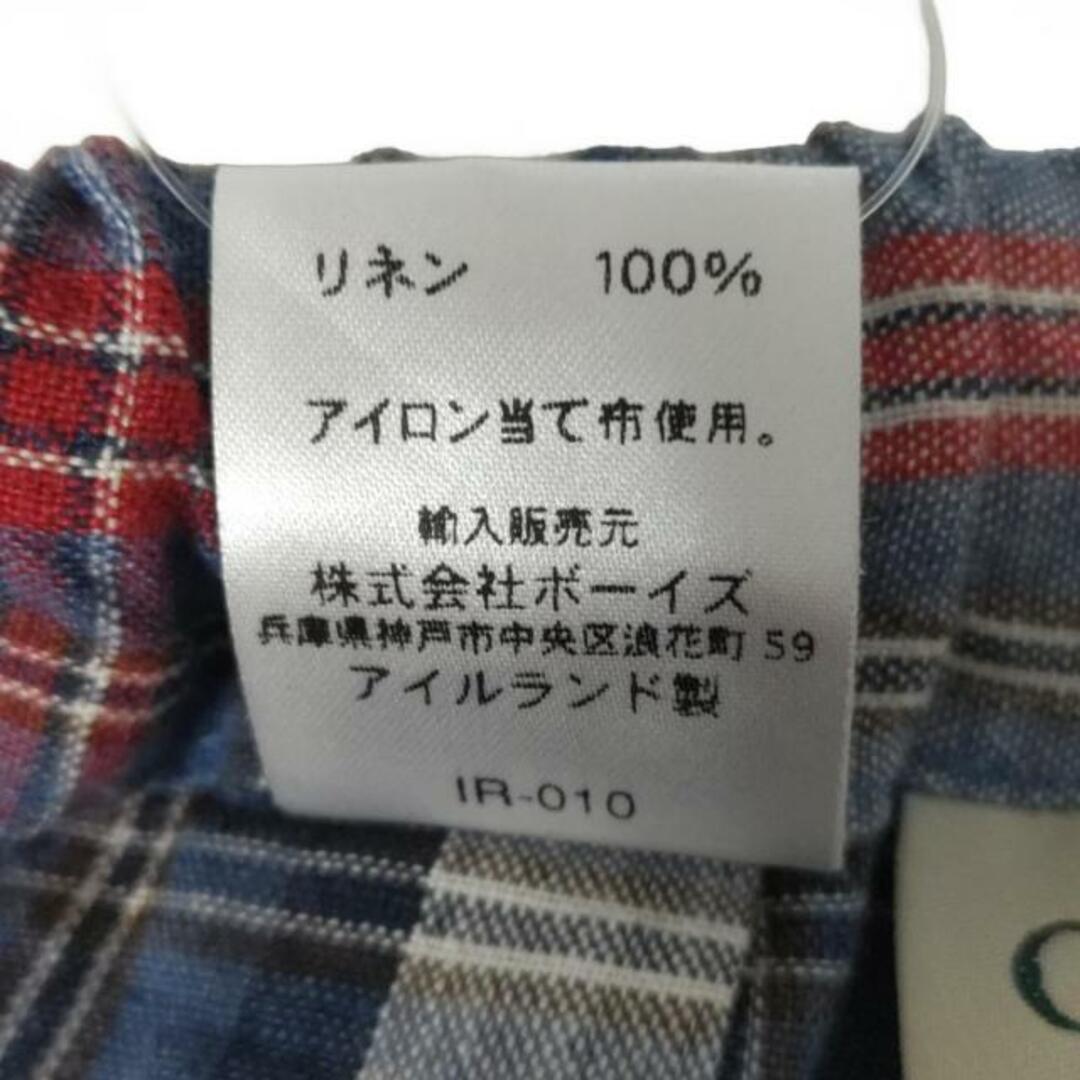 リネン 100%
アイロン当て布使用。
輸入販売元
株式会社ボーイズ
兵庫県神戸市中央区浪花町 59
アイルランド製
IR-010